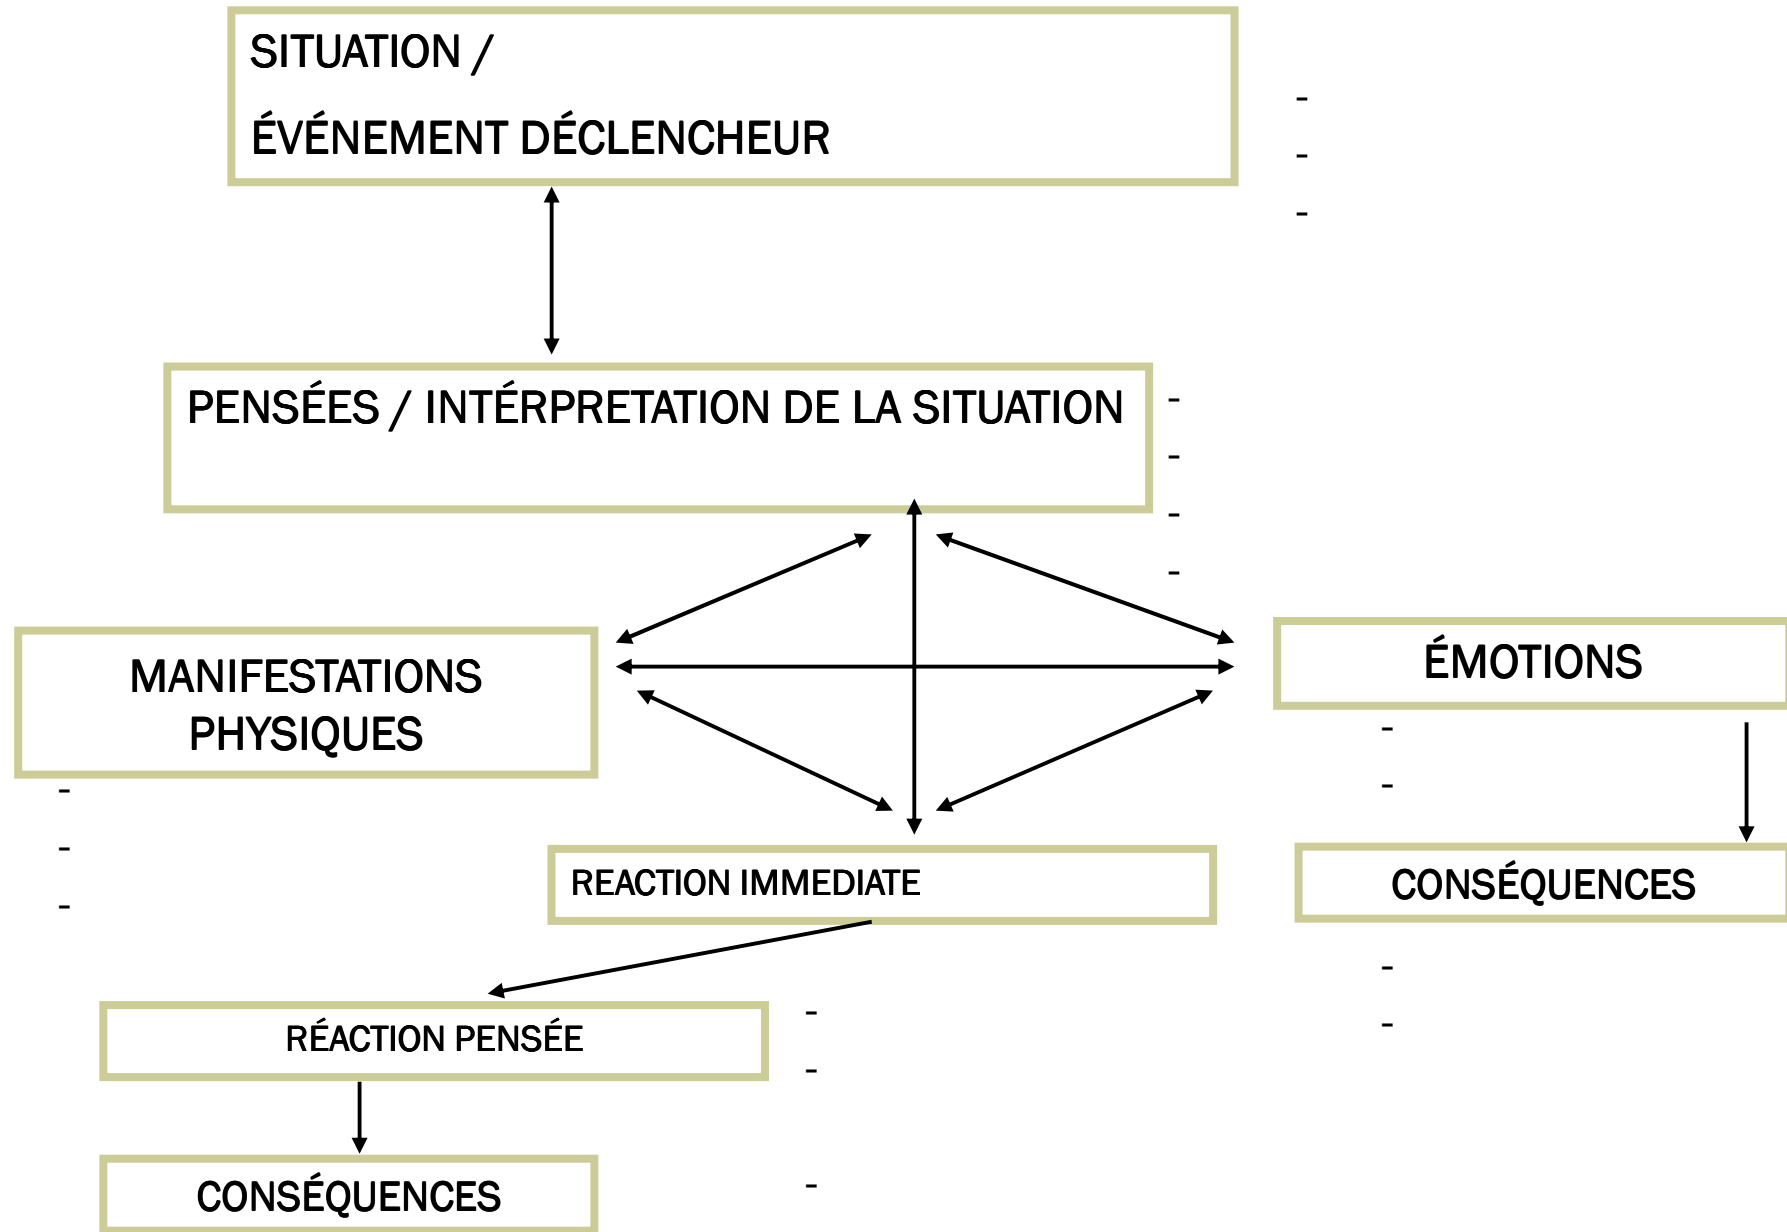 SITUATION /
ÉVÉNEMENT DÉCLENCHEUR
-
-
-
PENSÉES / INTÉRPRETATION DE LA SITUATION
-
-
-
-
MANIFESTATIONS
PHYSIQUES
-
-
-
ÉMOTIONS
-
-
REACTION IMMEDIATE
CONSÉQUENCES
-
-
RÉACTION PENSÉE
-
-
-
CONSÉQUENCES